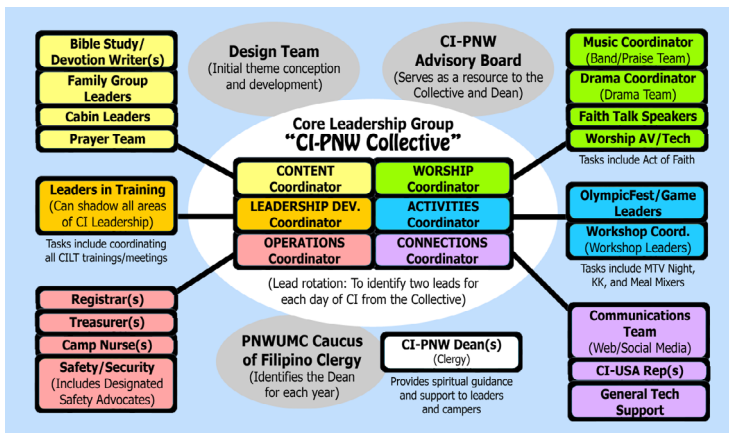 Bible Study/
Devotion Writer(s)
Family Group
Leaders
Cabin Leaders
Prayer Team
Design Team
(Initial theme conception
and development)
CI-PNW
Advisory Board
(Serves as a resource to the
Collective and Dean)
Music Coordinator
(Band/Praise Team)
Drama Coordinator
(Drama Team)
Faith Talk Speakers
Worship AV/Tech
Tasks include Act of Faith
Core Leadership Group
"CI-PNW Collective"
CONTENT
Coordinator
WORSHIP
Coordinator
LEADERSHIP DEV.
Coordinator
ACTIVITIES
Coordinator
OPERATIONS
Coordinator
CONNECTIONS
Coordinator
(Lead rotation: To identify two leads for
each day of CI from the Collective)
Leaders in Training
(Can shadow all areas
of CI Leadership)
Tasks include coordinating
all CILT trainings/meetings
OlympicFest/Game
Leaders
Workshop Coord.
(Workshop Leaders)
Tasks include MTV Night,
KK, and Meal Mixers
Registrar(s)
Treasurer(s)
Camp Nurse(s)
Safety/Security
(Includes Designated
Safety Advocates)
PNWUMC Caucus
of Filipino Clergy
(Identifies the Dean
for each year)
CI-PNW Dean(s)
(Clergy)
Provides spiritual guidance
and support to leaders
and campers
Communications
Team
(Web/Social Media)
CI-USA Rep(s)
General Tech
Support